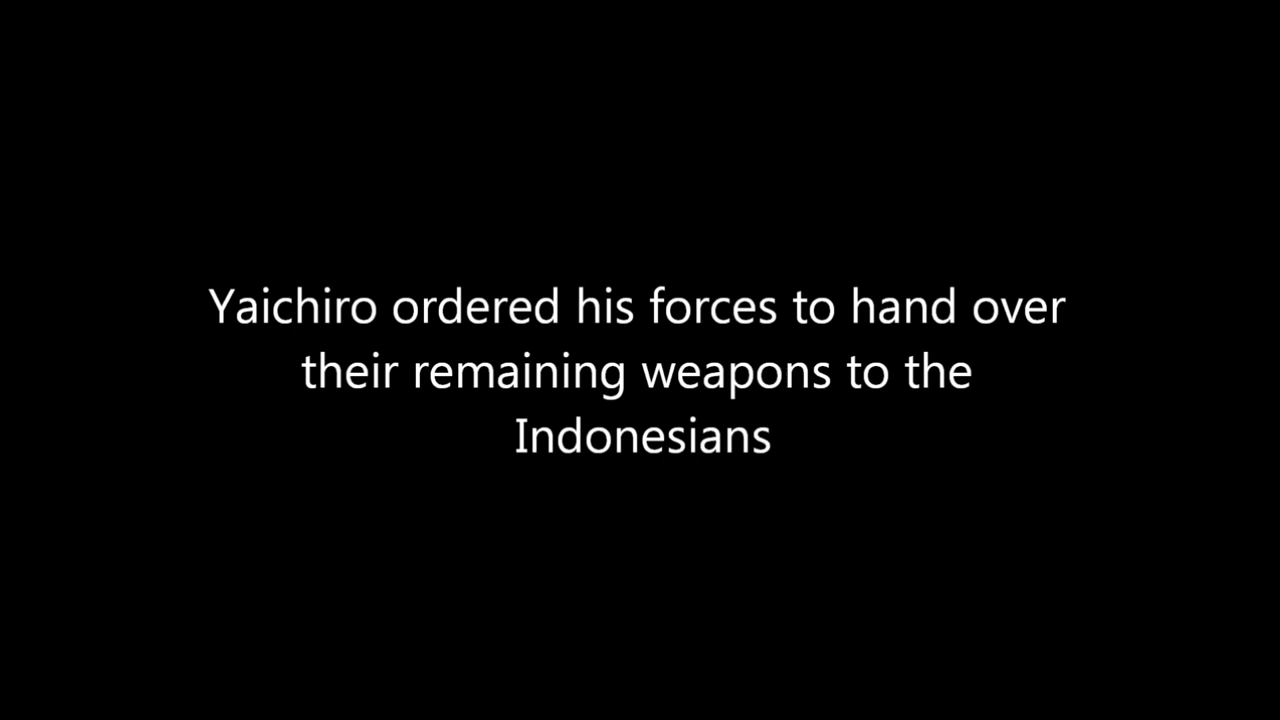 Yaichiro ordered his forces to hand over
their remaining weapons to the
Indonesians